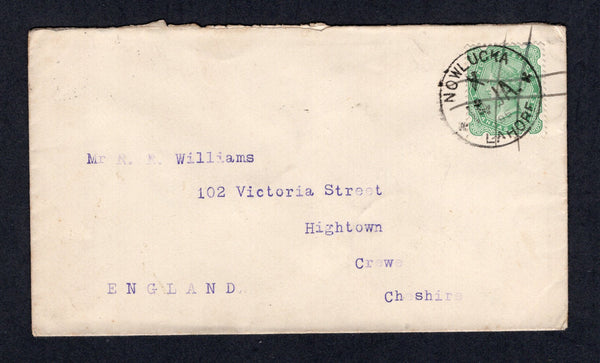 NOWLUCKA
LAHORE
Mr R. R. Williams
102 Victoria Street
Hightown
Crewe
ENGLAND.
Cheshire